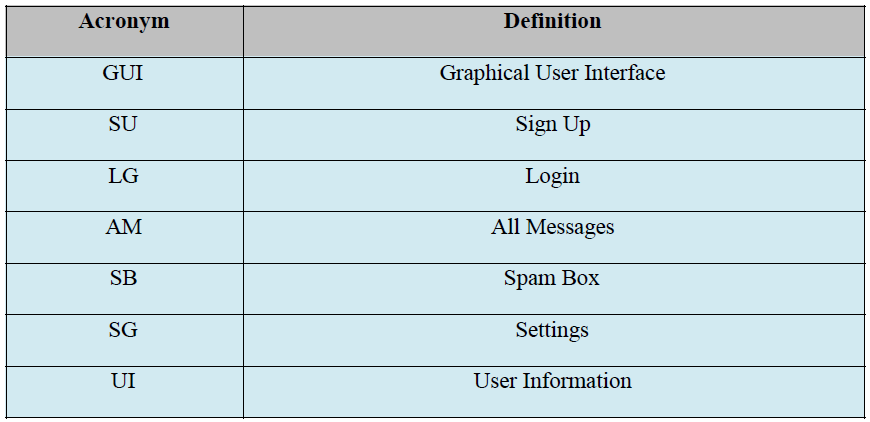 Acronym Definition
GUI Graphical User Interface
SU Sign Up
LG Login
AM All Messages
SB Spam Box
SG Settings
UI User Information